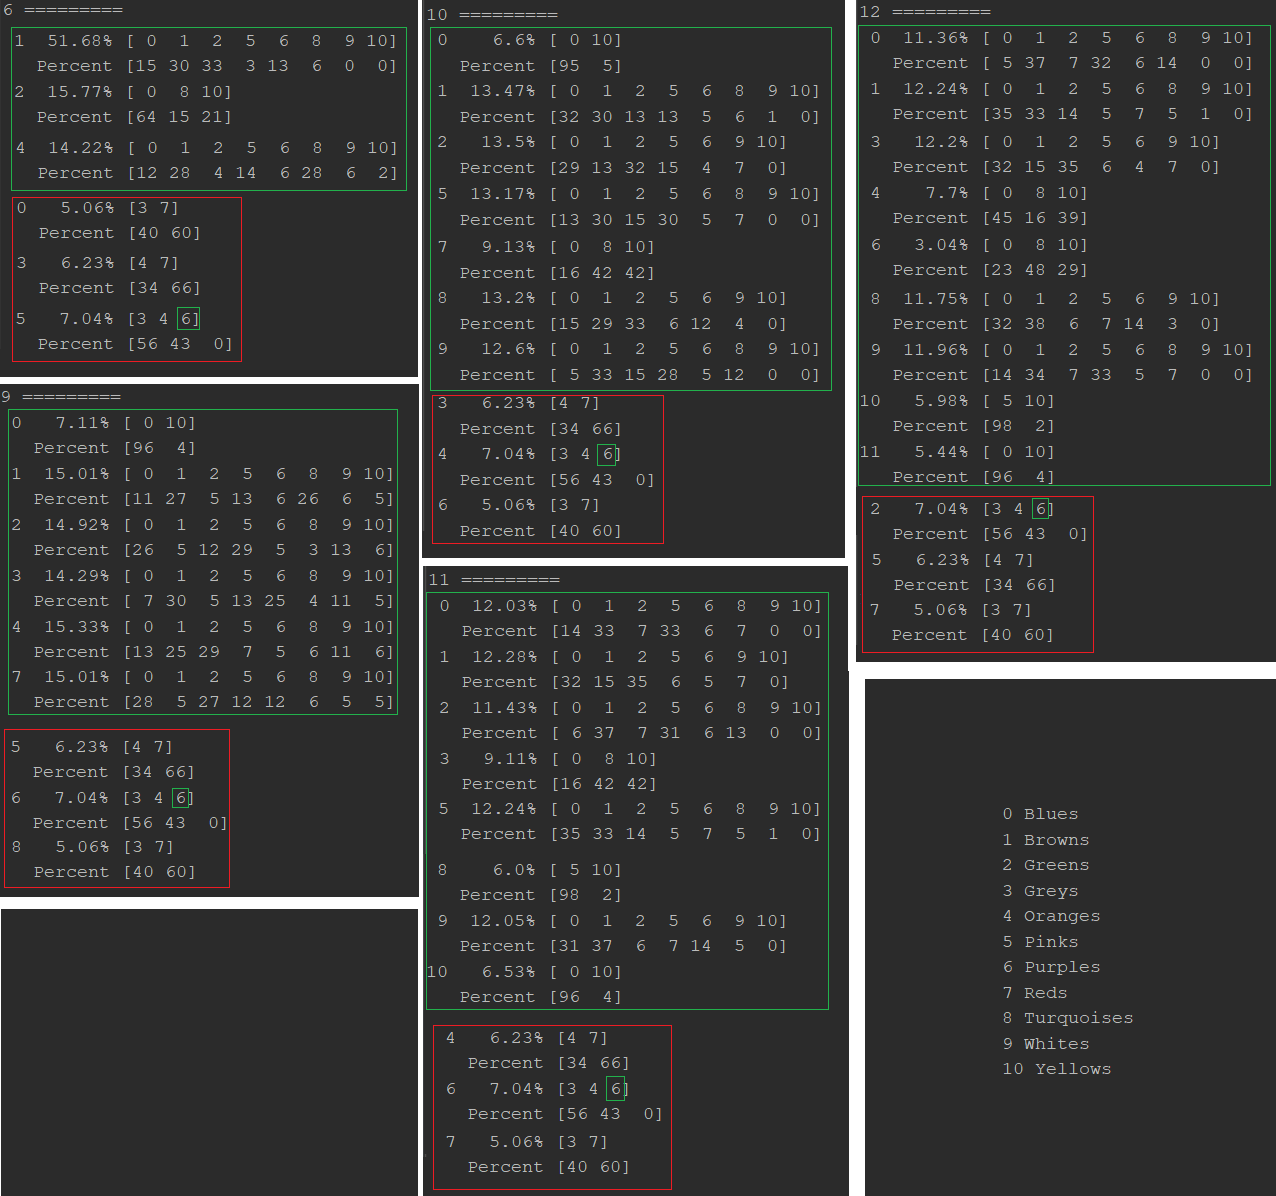 6 =========
1 51.68% [ 0 1 2 5 6 8 9 10]
Percent [15 30 33 3 13 6 0 0]
2 15.77% [ 0 8 10]
Percent [64 15 21]
4 14.22% [ 0 1 2 5 6 8 9 10]
Percent [12 28 4 14 6 28 6 2]
0 5.06% [3 7]
Percent [40 60]
3 6.23% [4 7]
Percent [34 66]
5 7.04% [3 4 6]
Percent [56 43 0]
9 =========
0 7.11% [ 0 10]
Percent [96 4]
1 15.01% [ 0 1 2 5 6 8 9 10]
Percent [11 27 5 13 6 26 6 5]
2 14.92% [ 0 1 2 5 6 8 9 10]
Percent [26 5 12 29 5 3 13 6]
3 14.29% [ 0 1 2 5 6 8 9 10]
Percent [ 7 30 5 13 25 4 11 5]
4 15.33% [ 0 1 2 5 6 8 9 10]
Percent [13 25 29 7 5 6 11 6]
7 15.01% [ 0 1 2 5 6 8 9 10]
Percent [28 5 27 12 12 6 5 5]
5 6.23% [4 7]
Percent [34 66]
6 7.04% [3 4 6]
Percent [56 43 0]
8 5.06% [3 7]
Percent [40 60]
10 =========
0 6.6% [ 0 10]
Percent [95 5]
1 13.47% [ 0 1 2 5 6 8 9 10]
Percent [32 30 13 13 5 6 1 0]
2 13.5% [ 0 1 2 5 6 9 10]
Percent [29 13 32 15 4 7 0]
5 13.17% [ 0 1 2 5 6 8 9 10]
Percent [13 30 15 30 5 7 0 0]
7 9.13% [ 0 8 10]
Percent [16 42 42]
8 13.2% [ 0 1 2 5 6 9 10]
Percent [15 29 33 6 12 4 0]
9 12.6% [ 0 1 2 5 6 8 9 10]
Percent [ 5 33 15 28 5 12 0 0]
3 6.23% [4 7]
Percent [34 66]
4 7.04% [3 4 6]
Percent [56 43 0]
6 5.06% [3 7]
Percent [40 60]
11 =========
0 12.03% [ 0 1 2 5 6 8 9 10]
Percent [14 33 7 33 6 7 0 0]
1 12.28% [ 0 1 2 5 6 9 10]
Percent [32 15 35 6 5 7 0]
2 11.43% [ 0 1 2 5 6 8 9 10]
Percent [ 6 37 7 31 6 13 0 0]
3 9.11% [ 0 8 10]
Percent [16 42 42]
5 12.24% [ 0 1 2 5 6 8 9 10]
Percent [35 33 14 5 7 5 1 0]
8 6.0% [ 5 10]
Percent [98 2]
9 12.05% [ 0 1 2 5 6 9 10]
Percent [31 37 6 7 14 5 0]
10 6.53% [ 0 10]
Percent [96 4]
4 6.23% [4 7]
Percent [34 66]
6 7.04% [3 4 6]
Percent [56 43 0]
7 5.06% [3 7]
Percent [40 60]
12 =========
0 11.36% [ 0 1 2 5 6 8 9 10]
Percent [ 5 37 7 32 6 14 0 0]
1 12.24% [ 0 1 2 5 6 8 9 10]
Percent [35 33 14 5 7 5 1 0]
3 12.2% [ 0 1 2 5 6 9 10]
Percent [32 15 35 6 4 7 0]
4 7.7% [ 0 8 10]
Percent [45 16 39]
6 3.04% [ 0 8 10]
Percent [23 48 29]
8 11.75% [ 0 1 2 5 6 9 10]
Percent [32 38 6 7 14 3 0]
9 11.96% [ 0 1 2 5 6 8 9 10]
Percent [14 34 7 33 5 7 0 0]
10 5.98% [ 5 10]
Percent [98 2]
11 5.44% [ 0 10]
Percent [96 4]
2 7.04% [3 4 6]
Percent [56 43 0]
5 6.23% [4 7]
Percent [34 66]
7 5.06% [3 7]
Percent [40 60]
0 Blues
1 Browns
2 Greens
3 Greys
4 Oranges
5 Pinks
6 Purples
7 Reds
8 Turquoises
9 Whites
10 Yellows